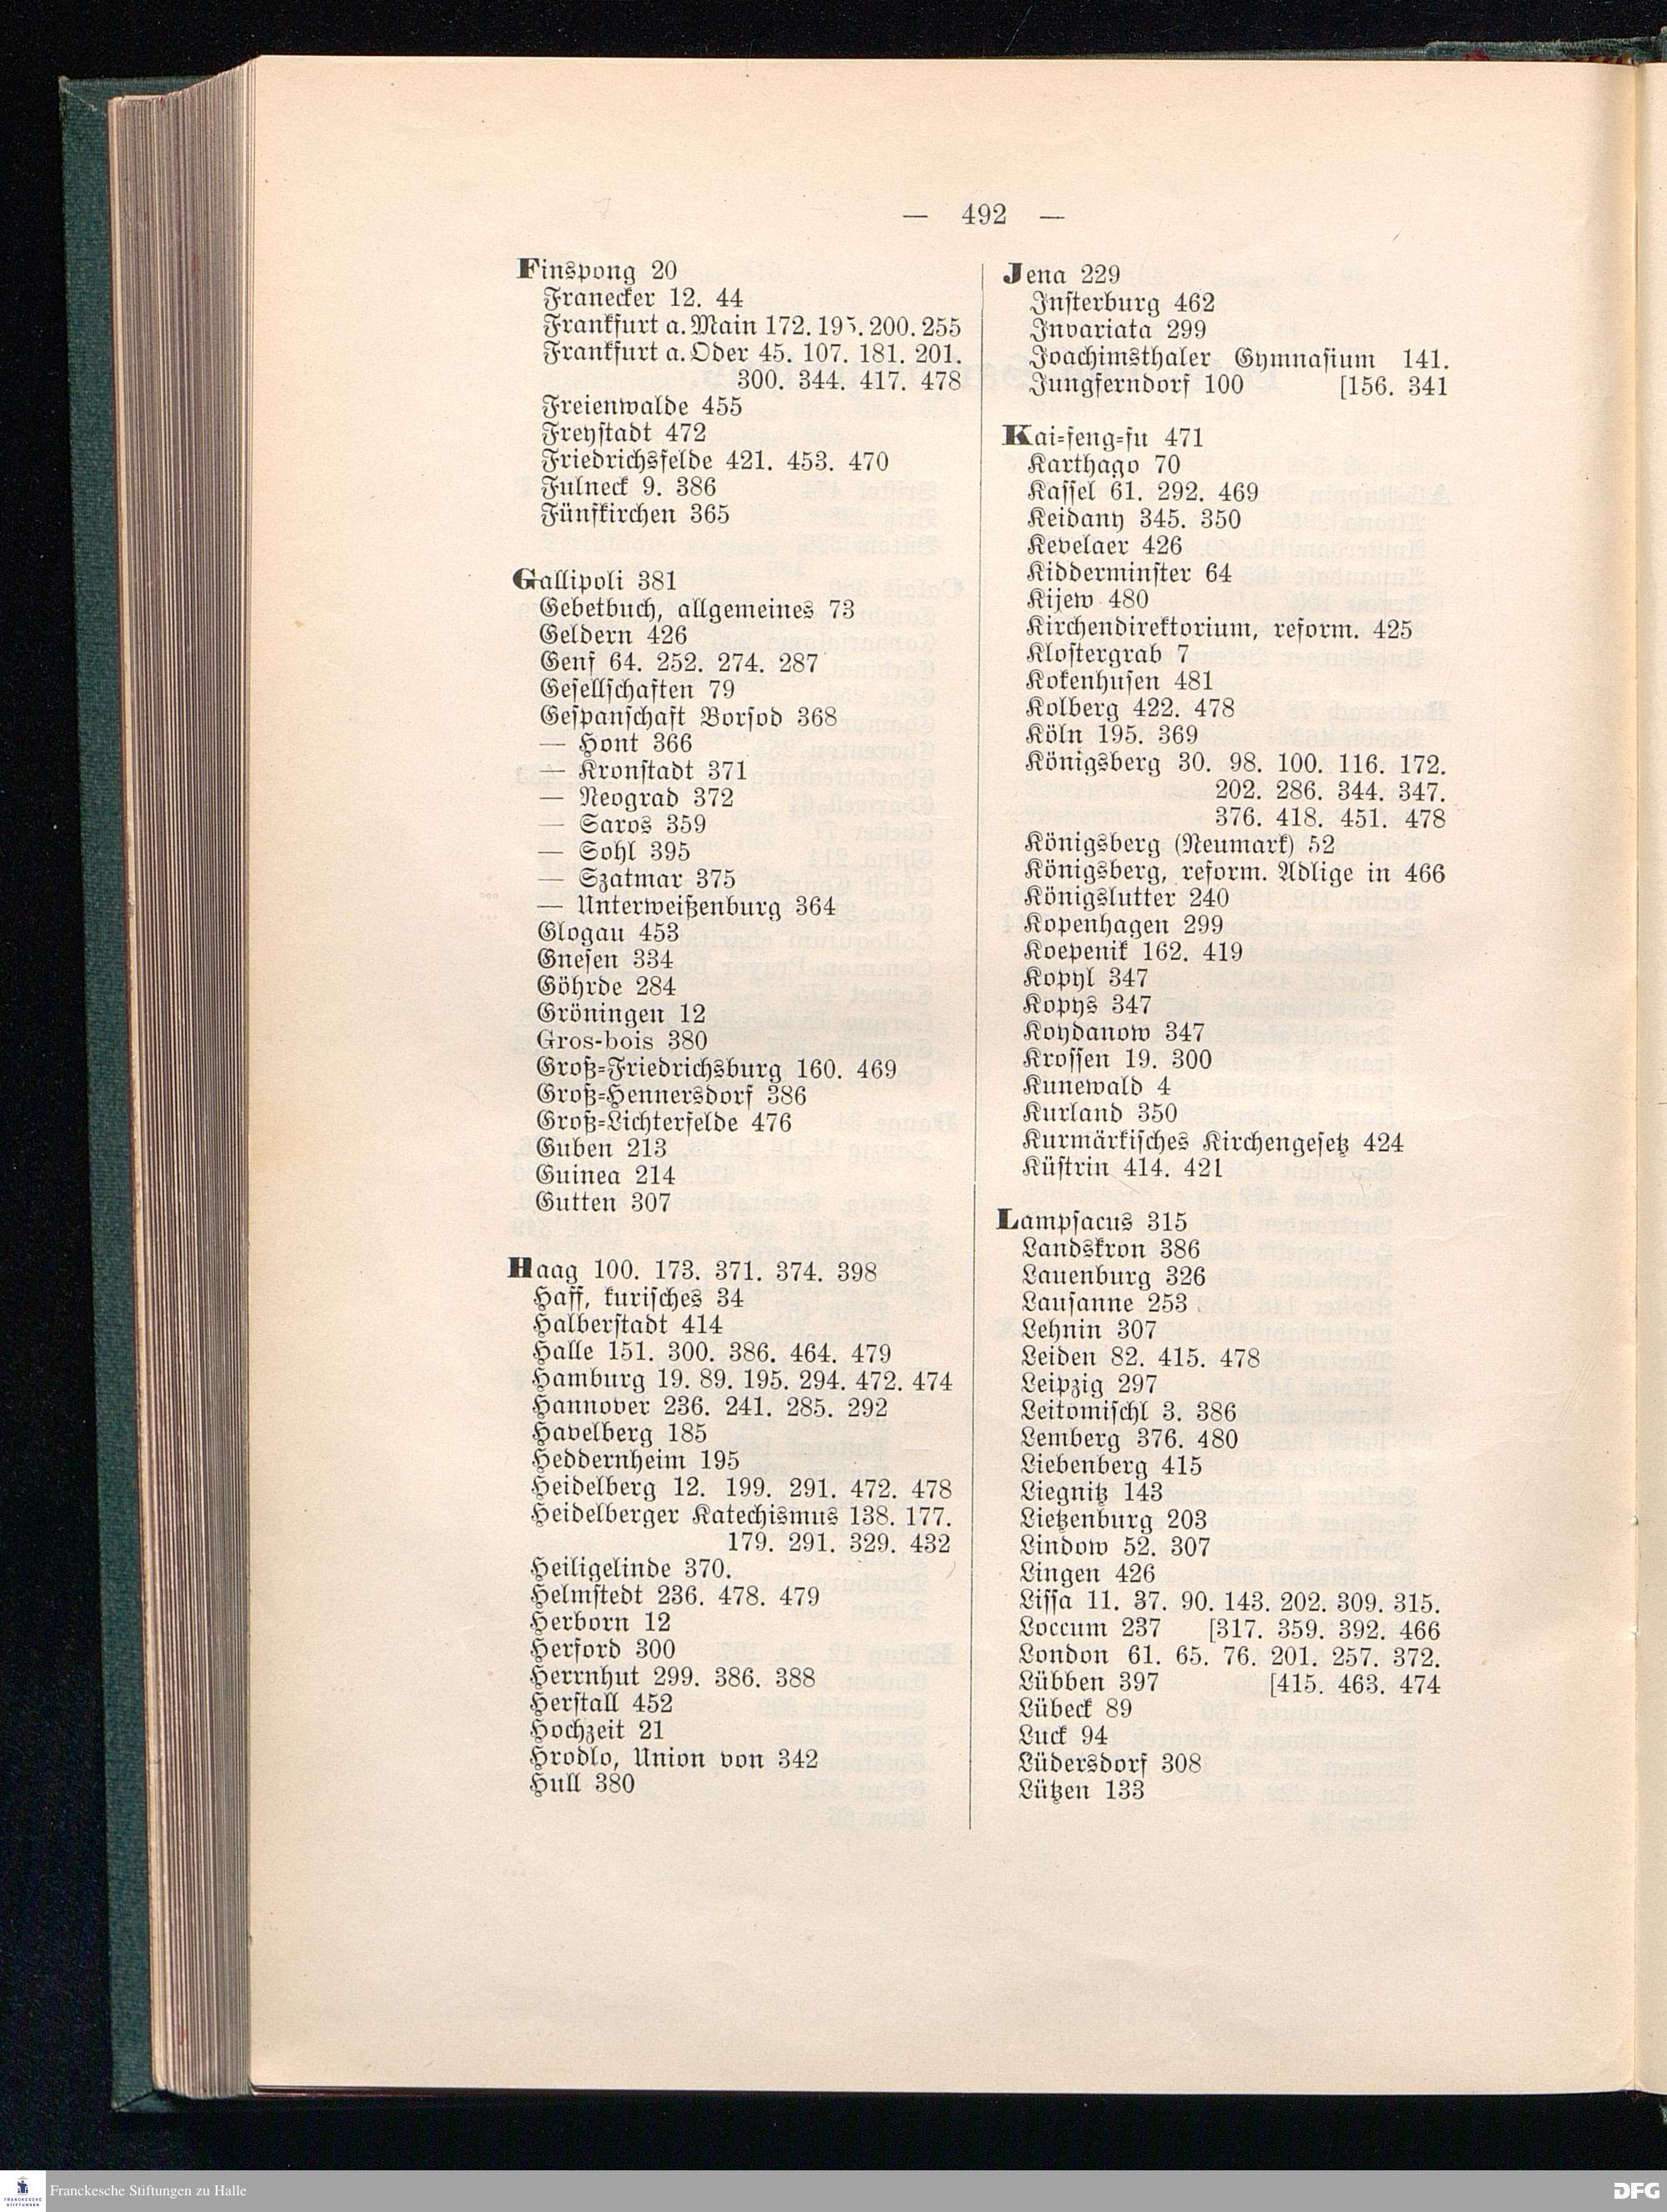 — 492 —
Finspong 20
Franecker 12. 44
Frankfurt a. Main 172. 195. 200. 255
Frankfurt a. Oder 45. 107. 181. 201.
300. 344. 417. 478
Freienwalde 455
Freystadt 472
Friedrichsfelde 421. 453. 470
Fulneck 9. 386
Fünfkirchen 365
Gallipoli 381
Gebetbuch, allgemeines 73
Geldern 426
Genf 64. 252. 274. 287
Gesellschaften 79
Gespanschaft Borsod 368
— Hont 366
— Kronstadt 371
— Neograd 372
— Saros 359
— Sohl 395
— Szatmar 375
— Unterweißenburg 364
Glogau 453
Gnesen 334
Göhrde 284
Gröningen 12
Gros-bois 380
Groß-Friedrichsburg 160. 469
Groß-Hennersdorf 386
Groß-Lichterfelde 476
Guben 213
Guinea 214
Gutten 307
Haag 100. 173. 371. 374. 398
Haff, kurisches 34
Halberstadt 414
Halle 151. 300. 386. 464. 479
Hamburg 19. 89. 195. 294. 472. 474
Hannover 236. 241. 285. 292
Havelberg 185
Heddernheim 195
Heidelberg 12. 199. 291. 472. 478
Heidelberger Katechismus 138. 177.
179. 291. 329. 432
Heiligelinde 370.
Helmstedt 236. 478. 479
Herborn 12
Herford 300
Herrnhut 299. 386. 388
Herstall 452
Hochzeit 21
Hrodlo, Union von 342
Hull 380
Jena 229
Insterburg 462
Invariata 299
Joachimsthaler Gymnasium 141.
Jungferndorf 100 [156. 341
Kai-feng-fu 471
Karthago 70
Kassel 61. 292. 469
Keidany 345. 350
Kevelaer 426
Kidderminster 64
Kijew 480
Kirchendirektorium, reform. 425
Klostergrab 7
Kokenhusen 481
Kolberg 422. 478
Köln 195. 369
Königsberg 30. 98. 100. 116. 172.
202. 286. 344. 347.
376. 418. 451. 478
Königsberg (Neumark) 52
Königsberg, reform. Adlige in 466
Königslutter 240
Kopenhagen 299
Koepenik 162. 419
Kopyl 347
Kopys 347
Koydanow 347
Krossen 19. 300
Kunewald 4
Kurland 350
Kurmärkisches Kirchengesetz 424
Küstrin 414. 421
Lampsacus 315
Landskron 386
Lauenburg 326
Lausanne 253
Lehnin 307
Leiden 82. 415. 478
Leipzig 297
Leitomischl 3. 386
Lemberg 376. 480
Liebenberg 415
Liegnitz 143
Lietzenburg 203
Lindow 52. 307
Lingen 426
Lissa 11. 37. 90. 143. 202. 309. 315.
Loccum 237 [317. 359. 392. 466
London 61. 65. 76. 201. 257. 372.
Lübben 397 [415. 463. 474
Lübeck 89
Luck 94
Lüdersdorf 308
Lützen 133
Franckesche Stiftungen zu Halle
DFG